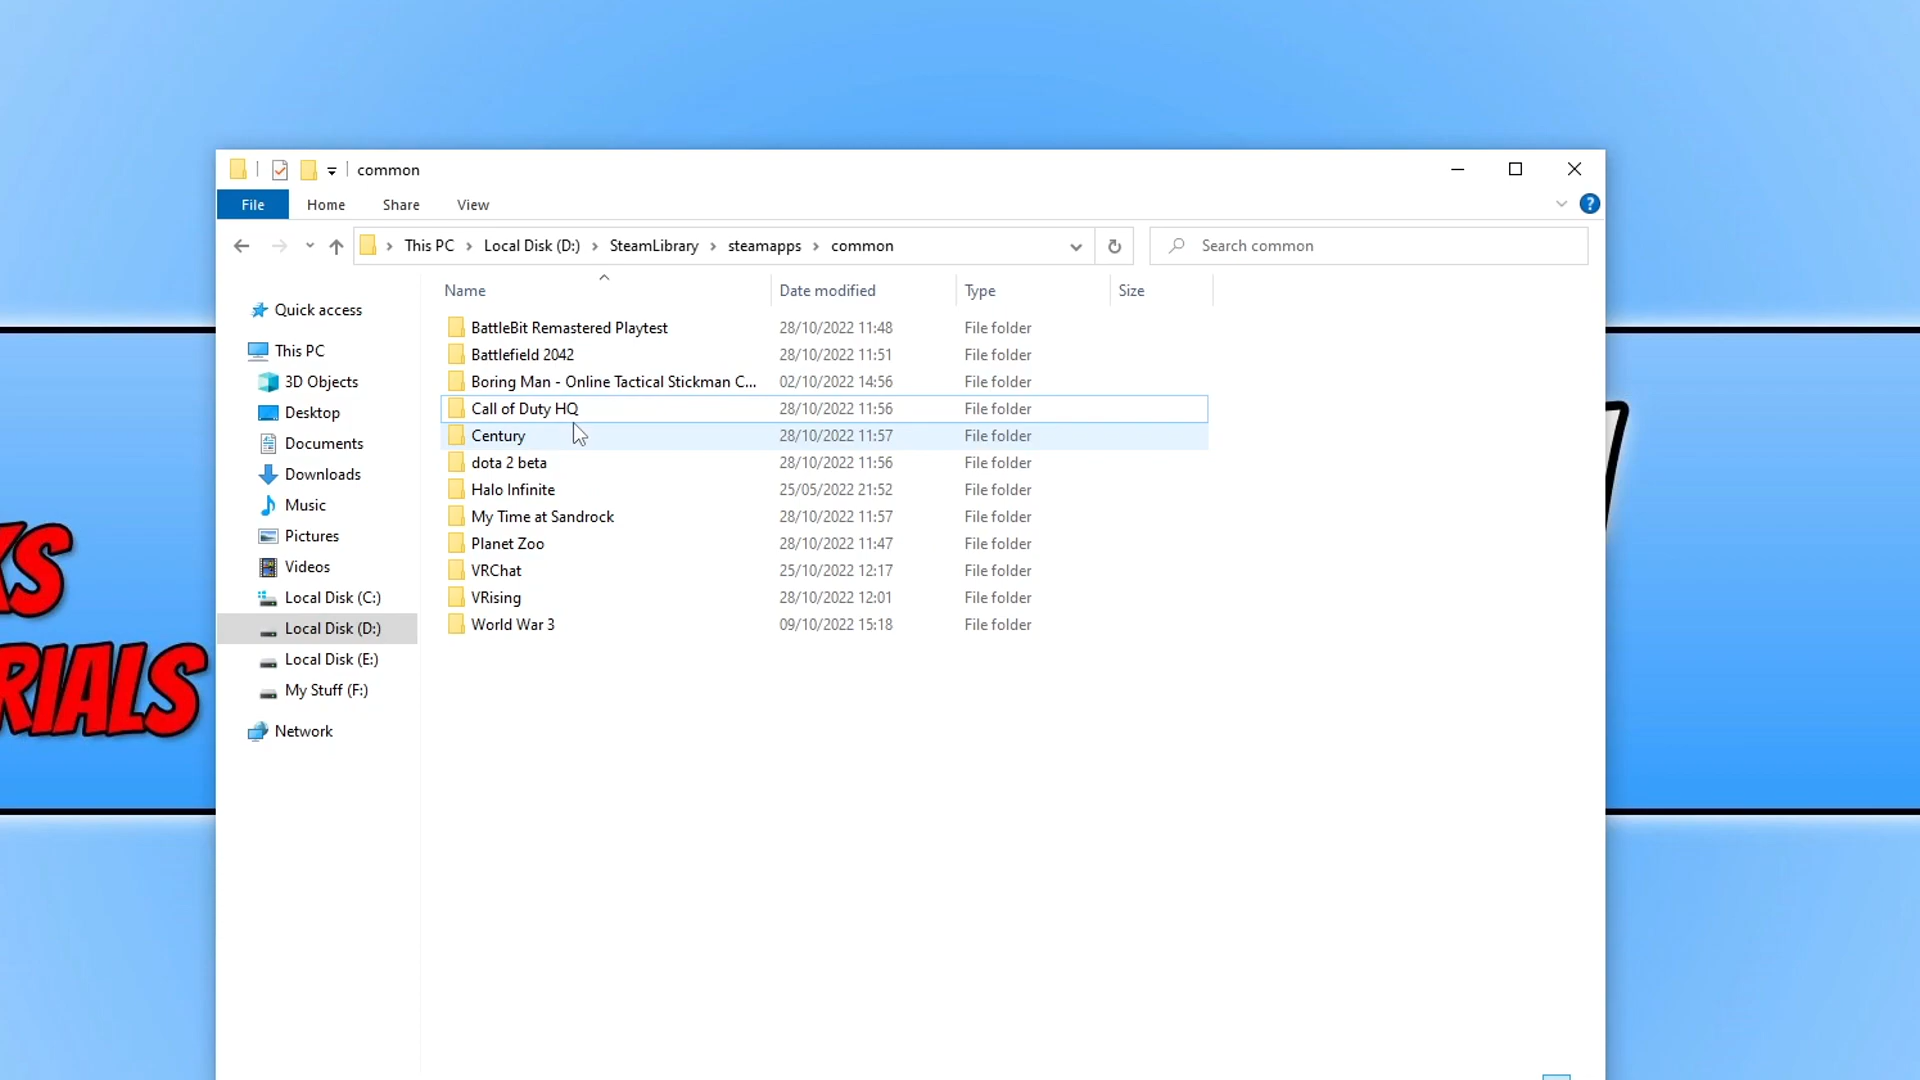 common
File Home Share View
This PC Local Disk (D:) SteamLibrary steamapps common Search common
Name Date modified Type Size
Quick access
This PC
3D Objects
Desktop
Documents
Downloads
Music
Pictures
Videos
Local Disk (C:)
Local Disk (D:)
Local Disk (E:)
My Stuff (F:)
Network
BattleBit Remastered Playtest 28/10/2022 11:48 File folder
Battlefield 2042 28/10/2022 11:51 File folder
Boring Man - Online Tactical Stickman C... 02/10/2022 14:56 File folder
Call of Duty HQ 28/10/2022 11:56 File folder
Century 28/10/2022 11:57 File folder
dota 2 beta 28/10/2022 11:56 File folder
Halo Infinite 25/05/2022 21:52 File folder
My Time at Sandrock 28/10/2022 11:57 File folder
Planet Zoo 28/10/2022 11:47 File folder
VRChat 25/10/2022 12:17 File folder
VRising 28/10/2022 12:01 File folder
World War 3 09/10/2022 15:18 File folder
KS
RIALS